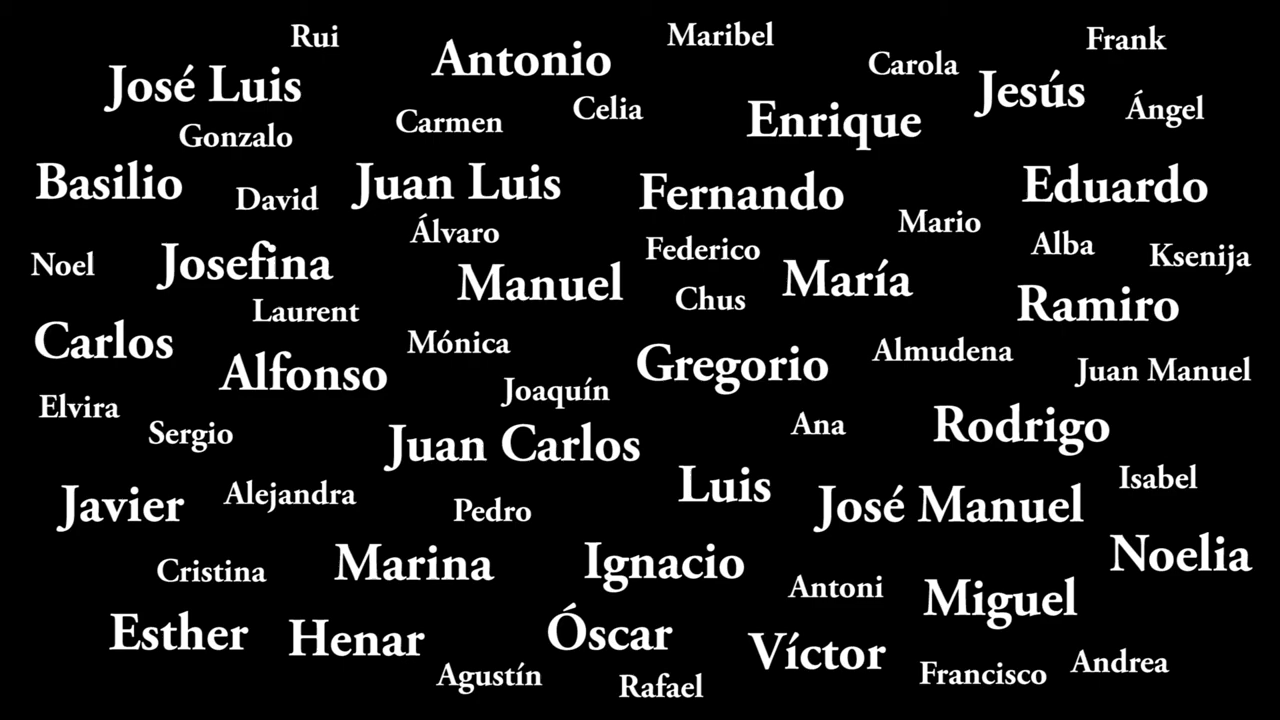 Rui
Maribel
Frank
Antonio
Carola
José Luis
Jesús
Celia
Ángel
Carmen
Enrique
Gonzalo
Basilio
Juan Luis
Eduardo
Fernando
David
Mario
Álvaro
Alba
Federico
Ksenija
Noel
Josefina
María
Manuel
Chus
Ramiro
Laurent
Carlos
Mónica
Almudena
Gregorio
Juan Manuel
Alfonso
Joaquín
Elvira
Ana
Rodrigo
Sergio
Juan Carlos
Isabel
Luis
Alejandra
Javier
José Manuel
Pedro
Noelia
Marina
Ignacio
Cristina
Antoni
Miguel
Esther
Óscar
Henar
Víctor
Andrea
Francisco
Agustín
Rafael